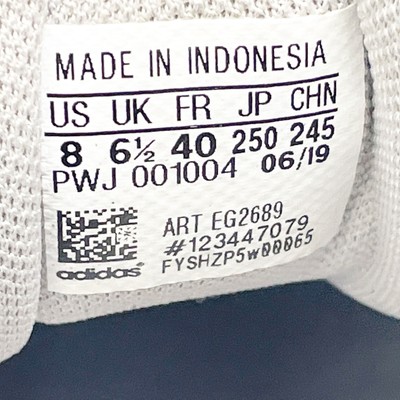 MADE IN INDONESIA
US UK FR JP CHN
8 6½ 40 250 245
PWJ 001004 06/19
ART EG2689
#123447079
FYSHZP5w00065
adidas